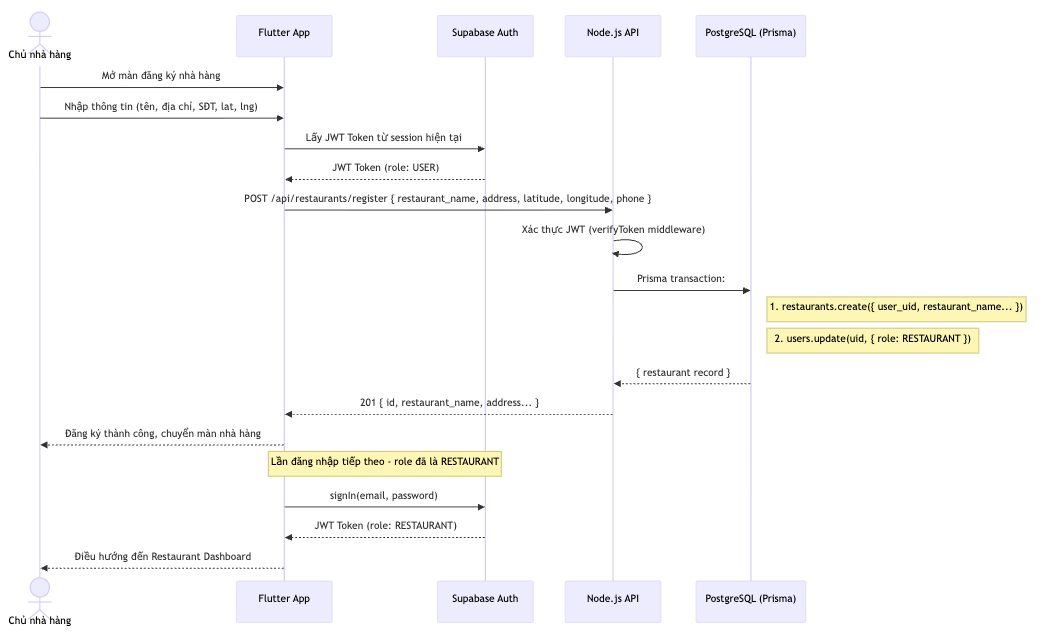 Flutter App
Supabase Auth
Node.js API
PostgreSQL (Prisma)
Chủ nhà hàng
Mở màn đăng ký nhà hàng
Nhập thông tin (tên, địa chỉ, SĐT, lat, lng)
Lấy JWT Token từ session hiện tại
JWT Token (role: USER)
POST /api/restaurants/register { restaurant_name, address, latitude, longitude, phone }
Xác thực JWT (verifyToken middleware)
Prisma transaction:
1. restaurants.create({ user_uid, restaurant_name... })
2. users.update(uid, { role: RESTAURANT })
{ restaurant record }
201 { id, restaurant_name, address... }
Đăng ký thành công, chuyển màn nhà hàng
Lần đăng nhập tiếp theo - role đã là RESTAURANT
signIn(email, password)
JWT Token (role: RESTAURANT)
Điều hướng đến Restaurant Dashboard
Flutter App
Supabase Auth
Node.js API
PostgreSQL (Prisma)
Chủ nhà hàng